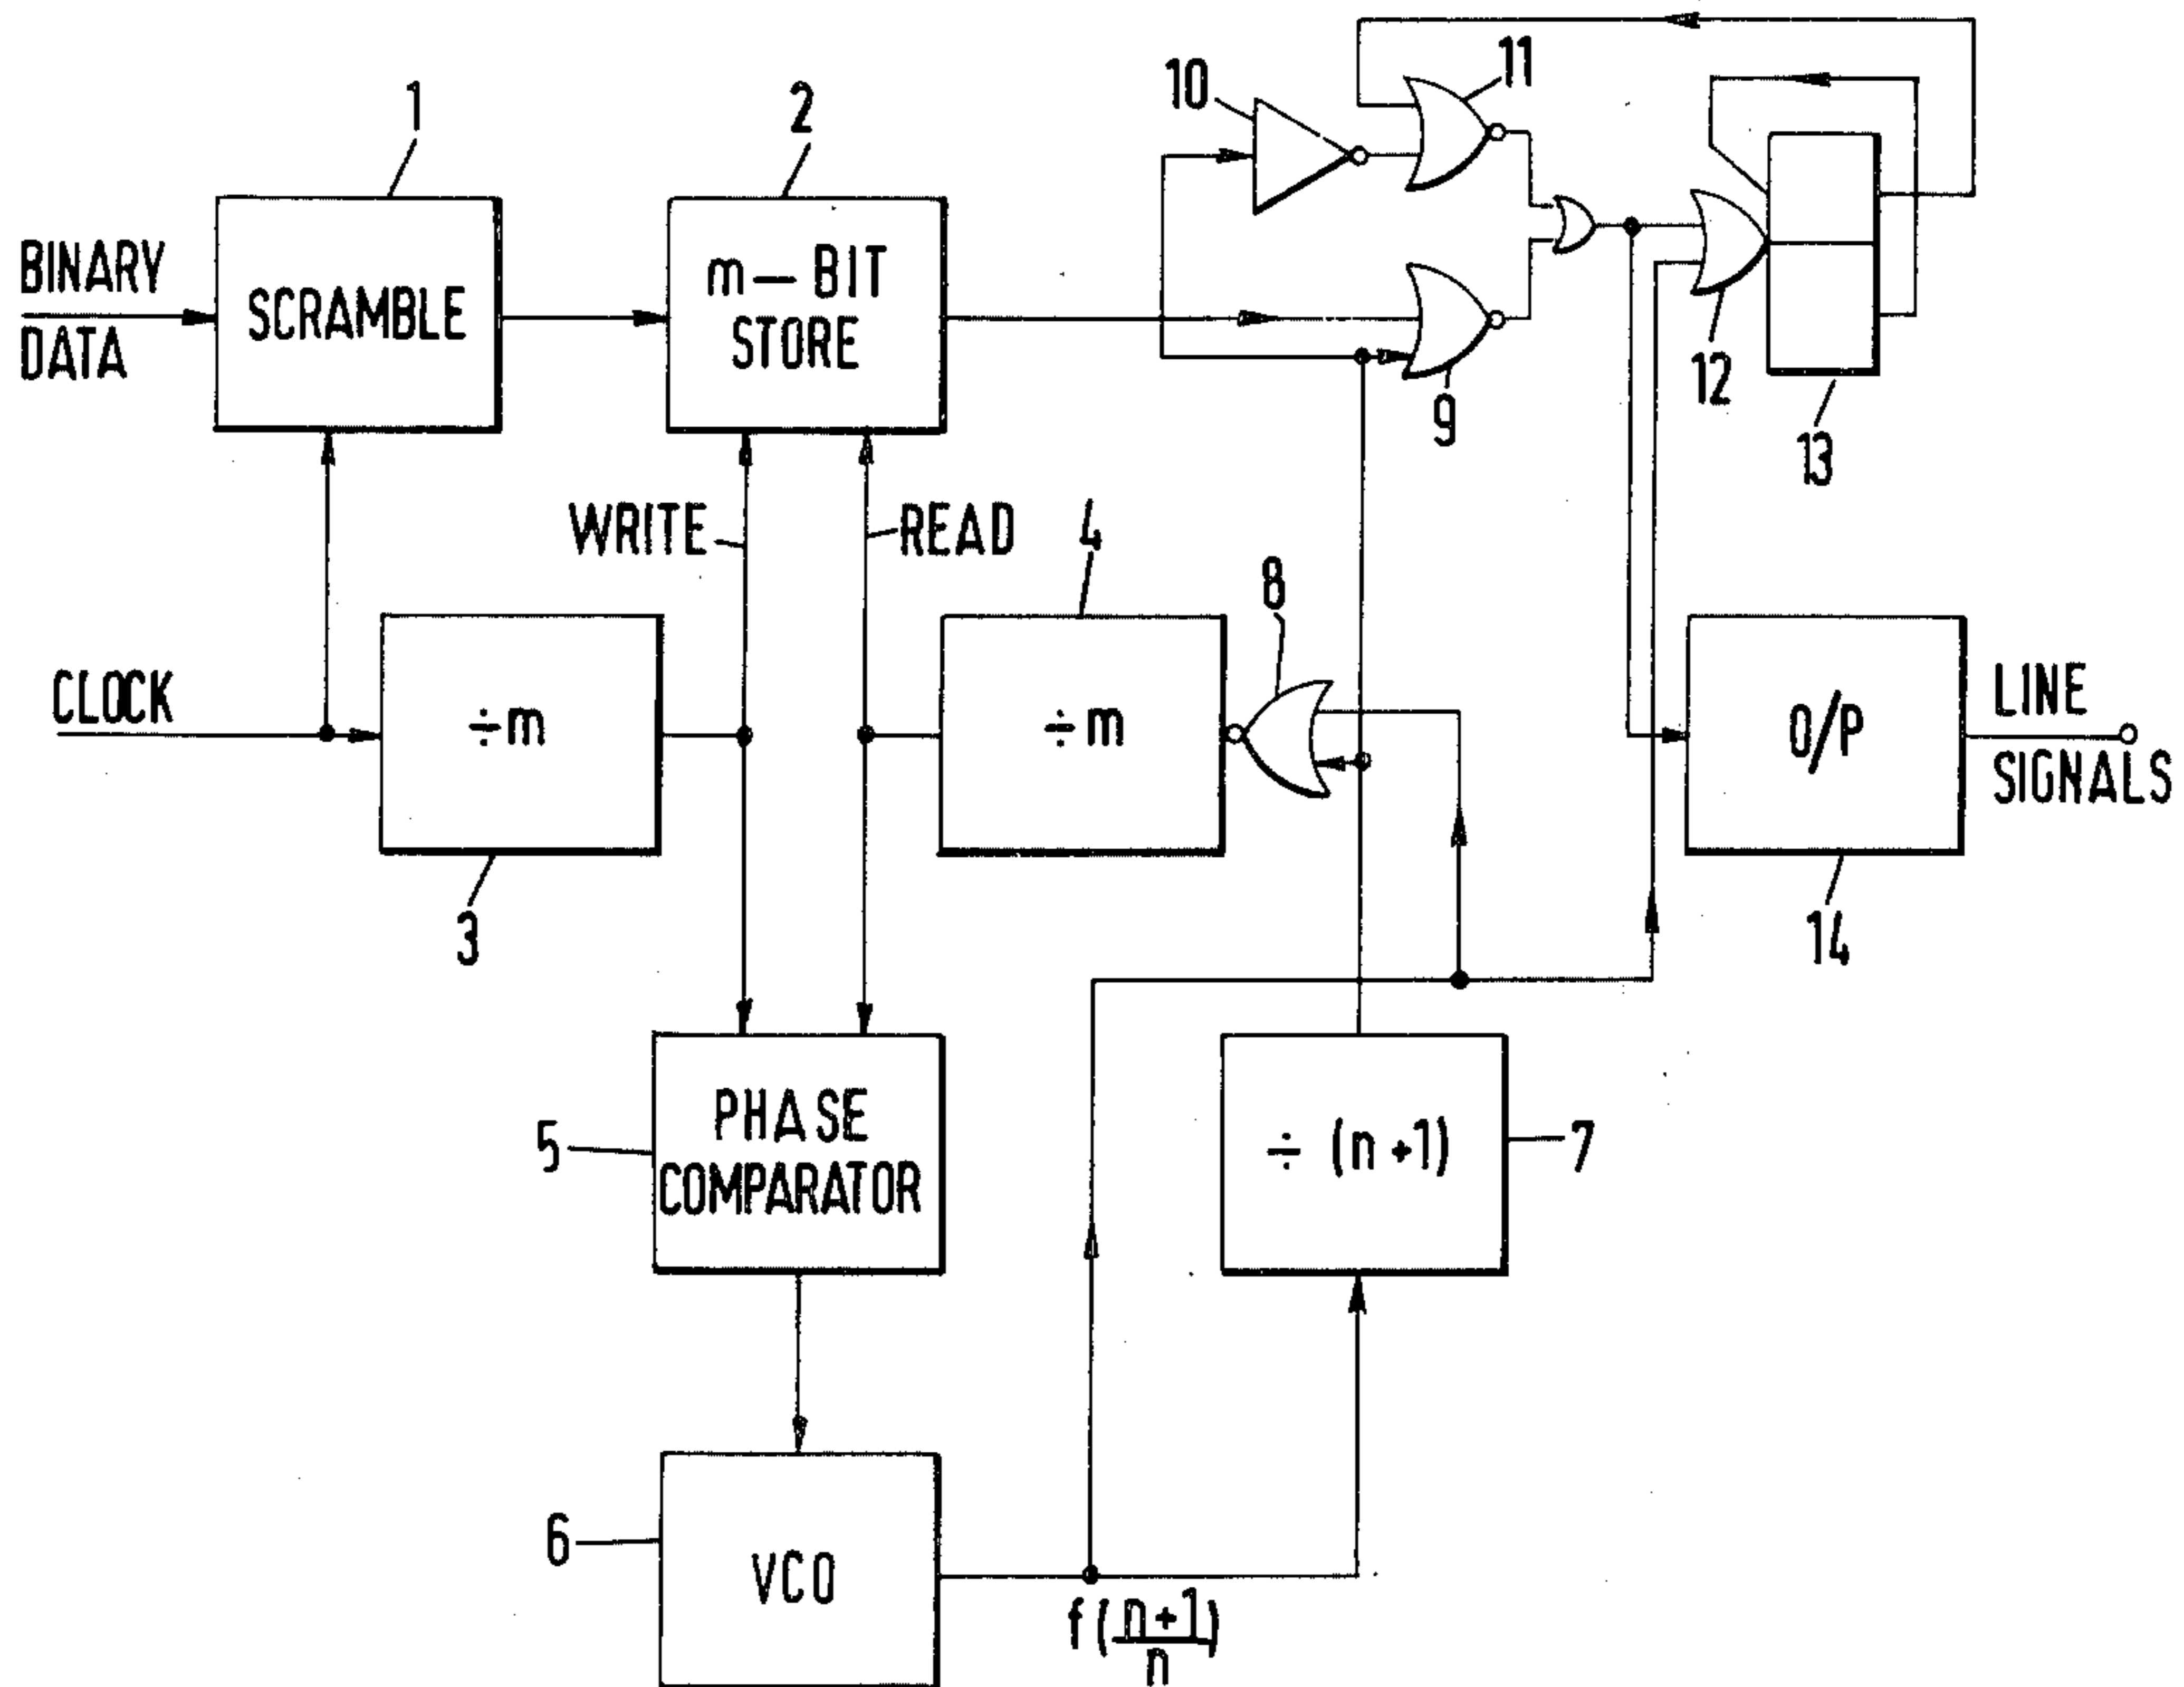 1
2
10
11
BINARY
DATA
SCRAMBLE
m — BIT
STORE
12
13
9
WRITE
READ
4
8
CLOCK
÷m
÷m
O/P
LINE
SIGNALS
3
14
5
PHASE
COMPARATOR
÷ (n +1)
7
6
VCO
f(n+1/n)